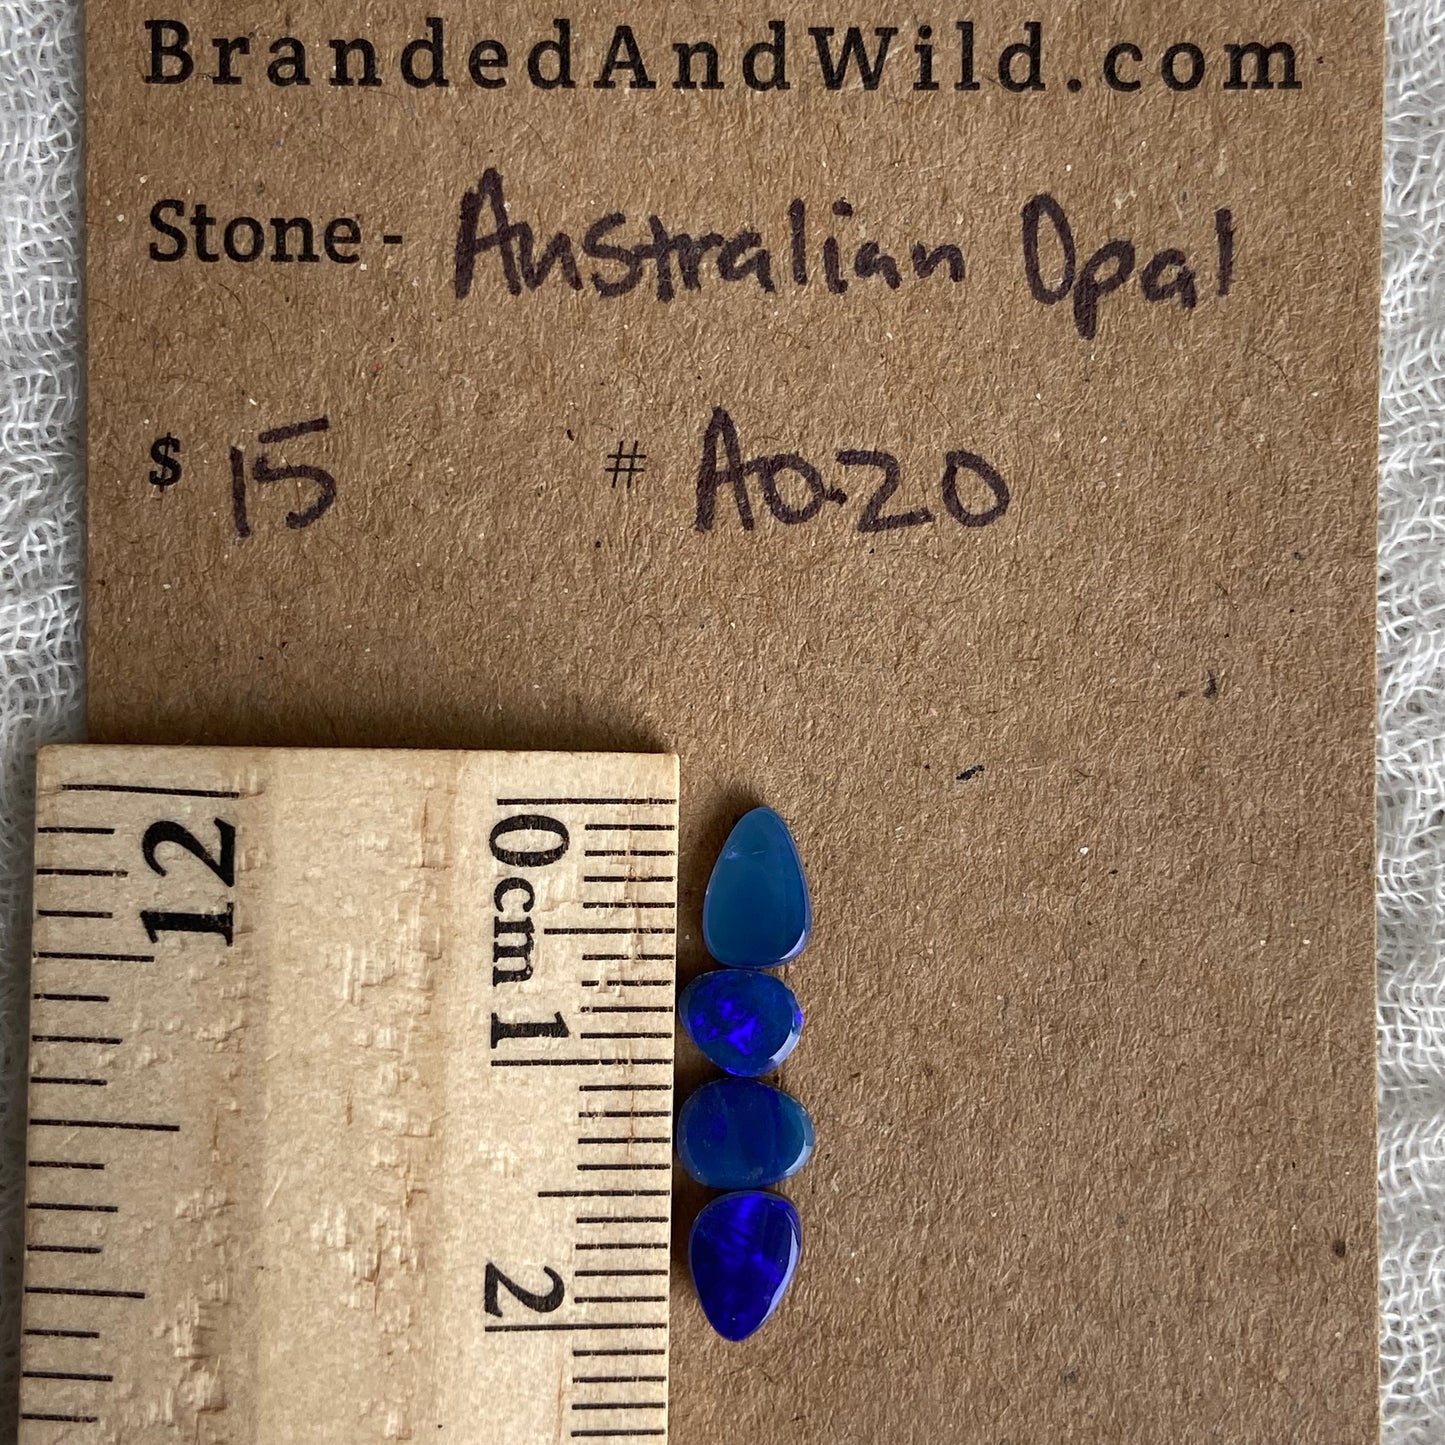 BrandedAndWild.com
Stone - Australian Opal
$ 15 # A020
12
0cm 1
2